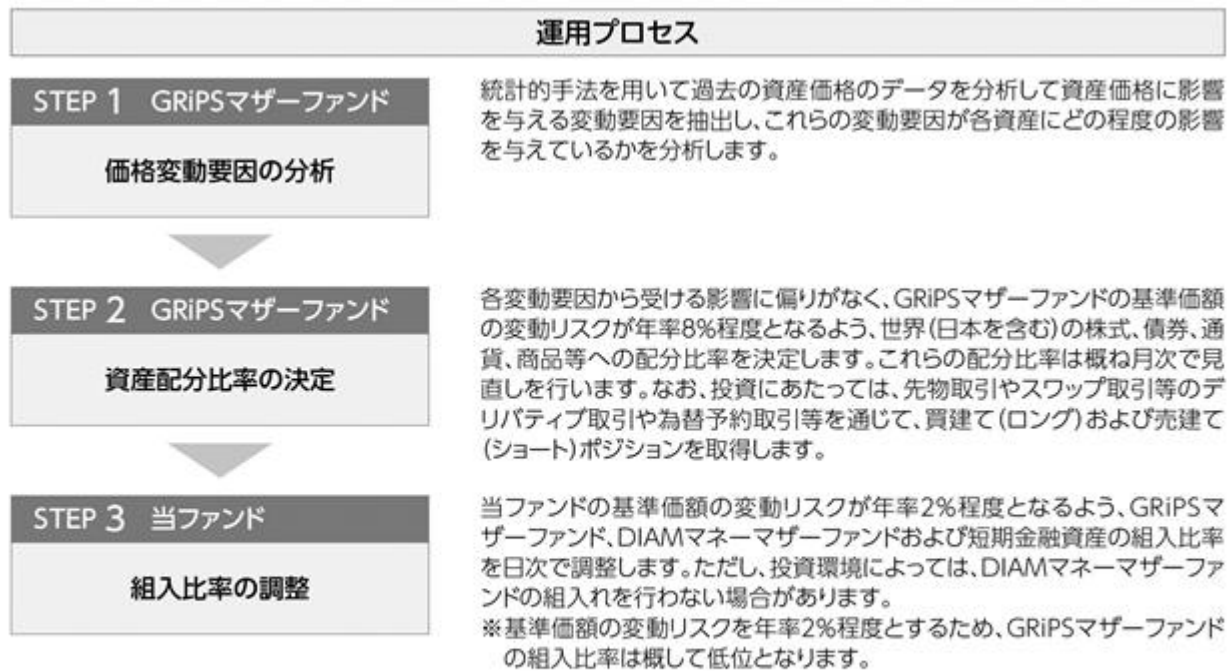 運用プロセス
STEP 1 GRiPSマザーファンド
価格変動要因の分析
統計的手法を用いて過去の資産価格のデータを分析して資産価格に影響
を与える変動要因を抽出し、これらの変動要因が各資産にどの程度の影響
を与えているかを分析します。
STEP 2 GRiPSマザーファンド
資産配分比率の決定
各変動要因から受ける影響に偏りがなく、GRiPSマザーファンドの基準価額
の変動リスクが年率8%程度となるよう、世界(日本を含む)の株式、債券、通
貨、商品等への配分比率を決定します。これらの配分比率は概ね月次で見
直しを行います。なお、投資にあたっては、先物取引やスワップ取引等のデ
リバティブ取引や為替予約取引等を通じて、買建て(ロング)および売建て
(ショート)ポジションを取得します。
STEP 3 当ファンド
組入比率の調整
当ファンドの基準価額の変動リスクが年率2%程度となるよう、GRiPSマ
ザーファンド、DIAMマネーマザーファンドおよび短期金融資産の組入比率
を日次で調整します。ただし、投資環境によっては、DIAMマネーマザーファ
ンドの組入れを行わない場合があります。
※基準価額の変動リスクを年率2%程度とするため、GRiPSマザーファンド
の組入比率は概して低位となります。